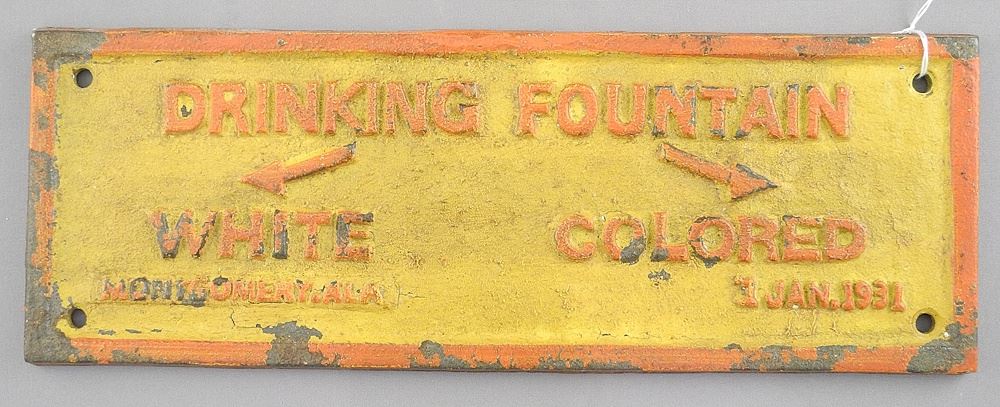 DRINKING FOUNTAIN
WHITE COLORED
MONTGOMERY, ALA. 1 JAN. 1931